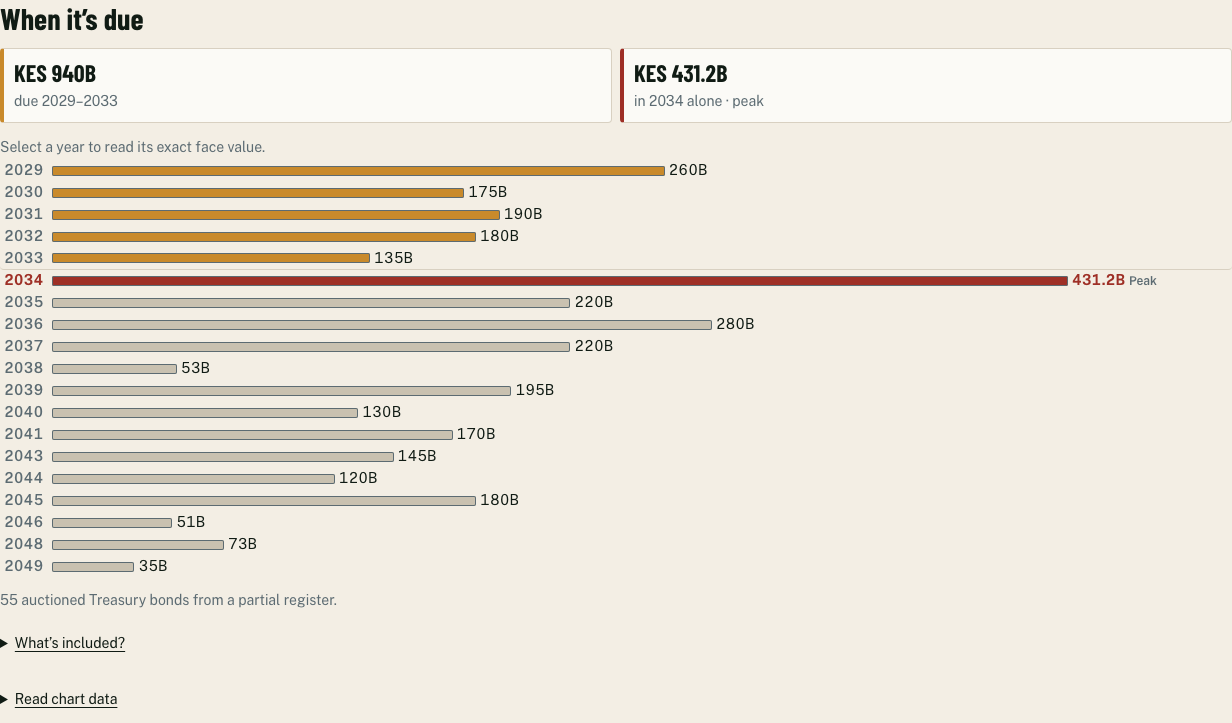 When it’s due
KES 940B
due 2029–2033
KES 431.2B
in 2034 alone · peak
Select a year to read its exact face value.
2029 260B
2030 175B
2031 190B
2032 180B
2033 135B
2034 431.2B Peak
2035 220B
2036 280B
2037 220B
2038 53B
2039 195B
2040 130B
2041 170B
2043 145B
2044 120B
2045 180B
2046 51B
2048 73B
2049 35B
55 auctioned Treasury bonds from a partial register.
What’s included?
Read chart data